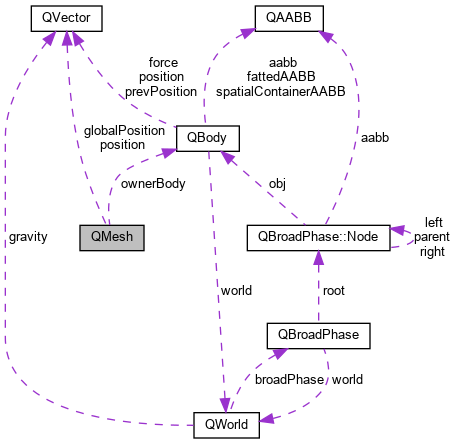 QVector
QAABB
force
position
prevPosition
aabb
fattedAABB
spatialContainerAABB
globalPosition
position
QBody
aabb
ownerBody
obj
gravity
QMesh
QBroadPhase::Node
left
parent
right
world
root
QBroadPhase
broadPhase
world
QWorld